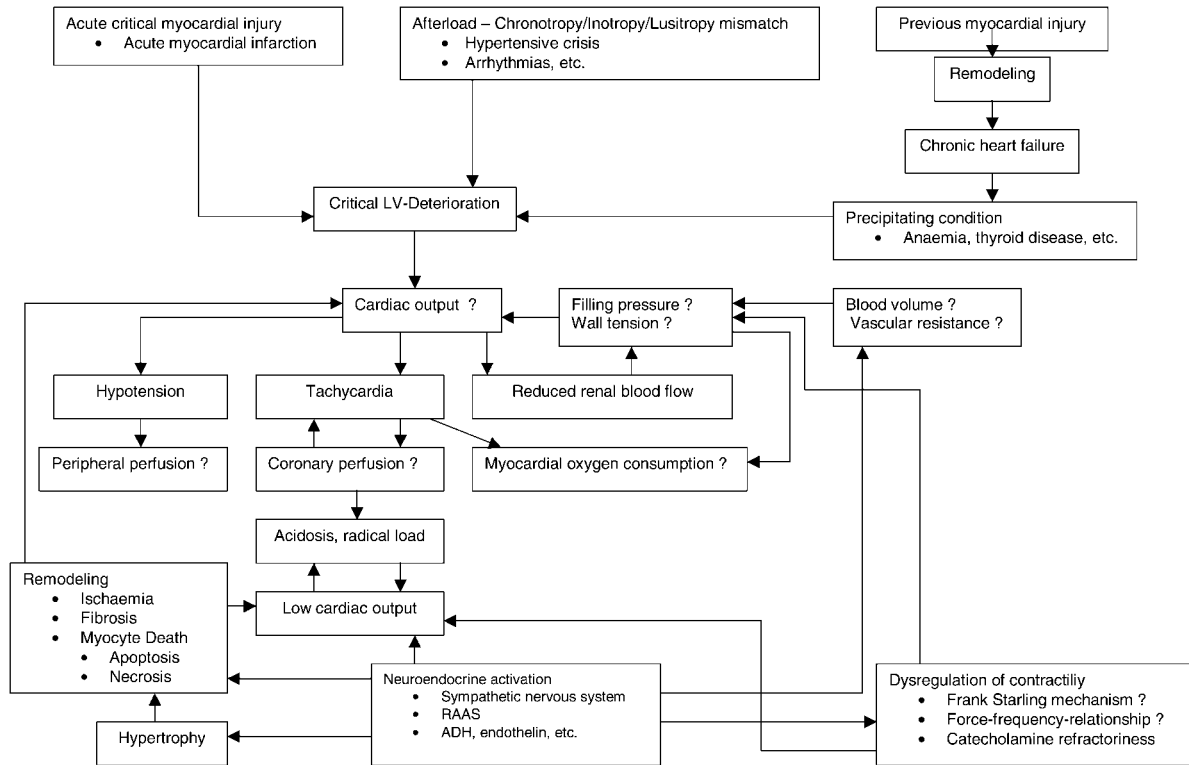 Acute critical myocardial injury
• Acute myocardial infarction
Afterload – Chronotropy/Inotropy/Lusitropy mismatch
• Hypertensive crisis
• Arrhythmias, etc.
Previous myocardial injury
Remodeling
Chronic heart failure
Critical LV-Deterioration
Precipitating condition
• Anaemia, thyroid disease, etc.
Cardiac output ?
Filling pressure ?
Wall tension ?
Blood volume ?
Vascular resistance ?
Hypotension
Tachycardia
Reduced renal blood flow
Peripheral perfusion ?
Coronary perfusion ?
Myocardial oxygen consumption ?
Acidosis, radical load
Remodeling
• Ischaemia
• Fibrosis
• Myocyte Death
• Apoptosis
• Necrosis
Low cardiac output
Neuroendocrine activation
• Sympathetic nervous system
• RAAS
• ADH, endothelin, etc.
Dysregulation of contractiliy
• Frank Starling mechanism ?
• Force-frequency-relationship ?
• Catecholamine refractoriness
Hypertrophy